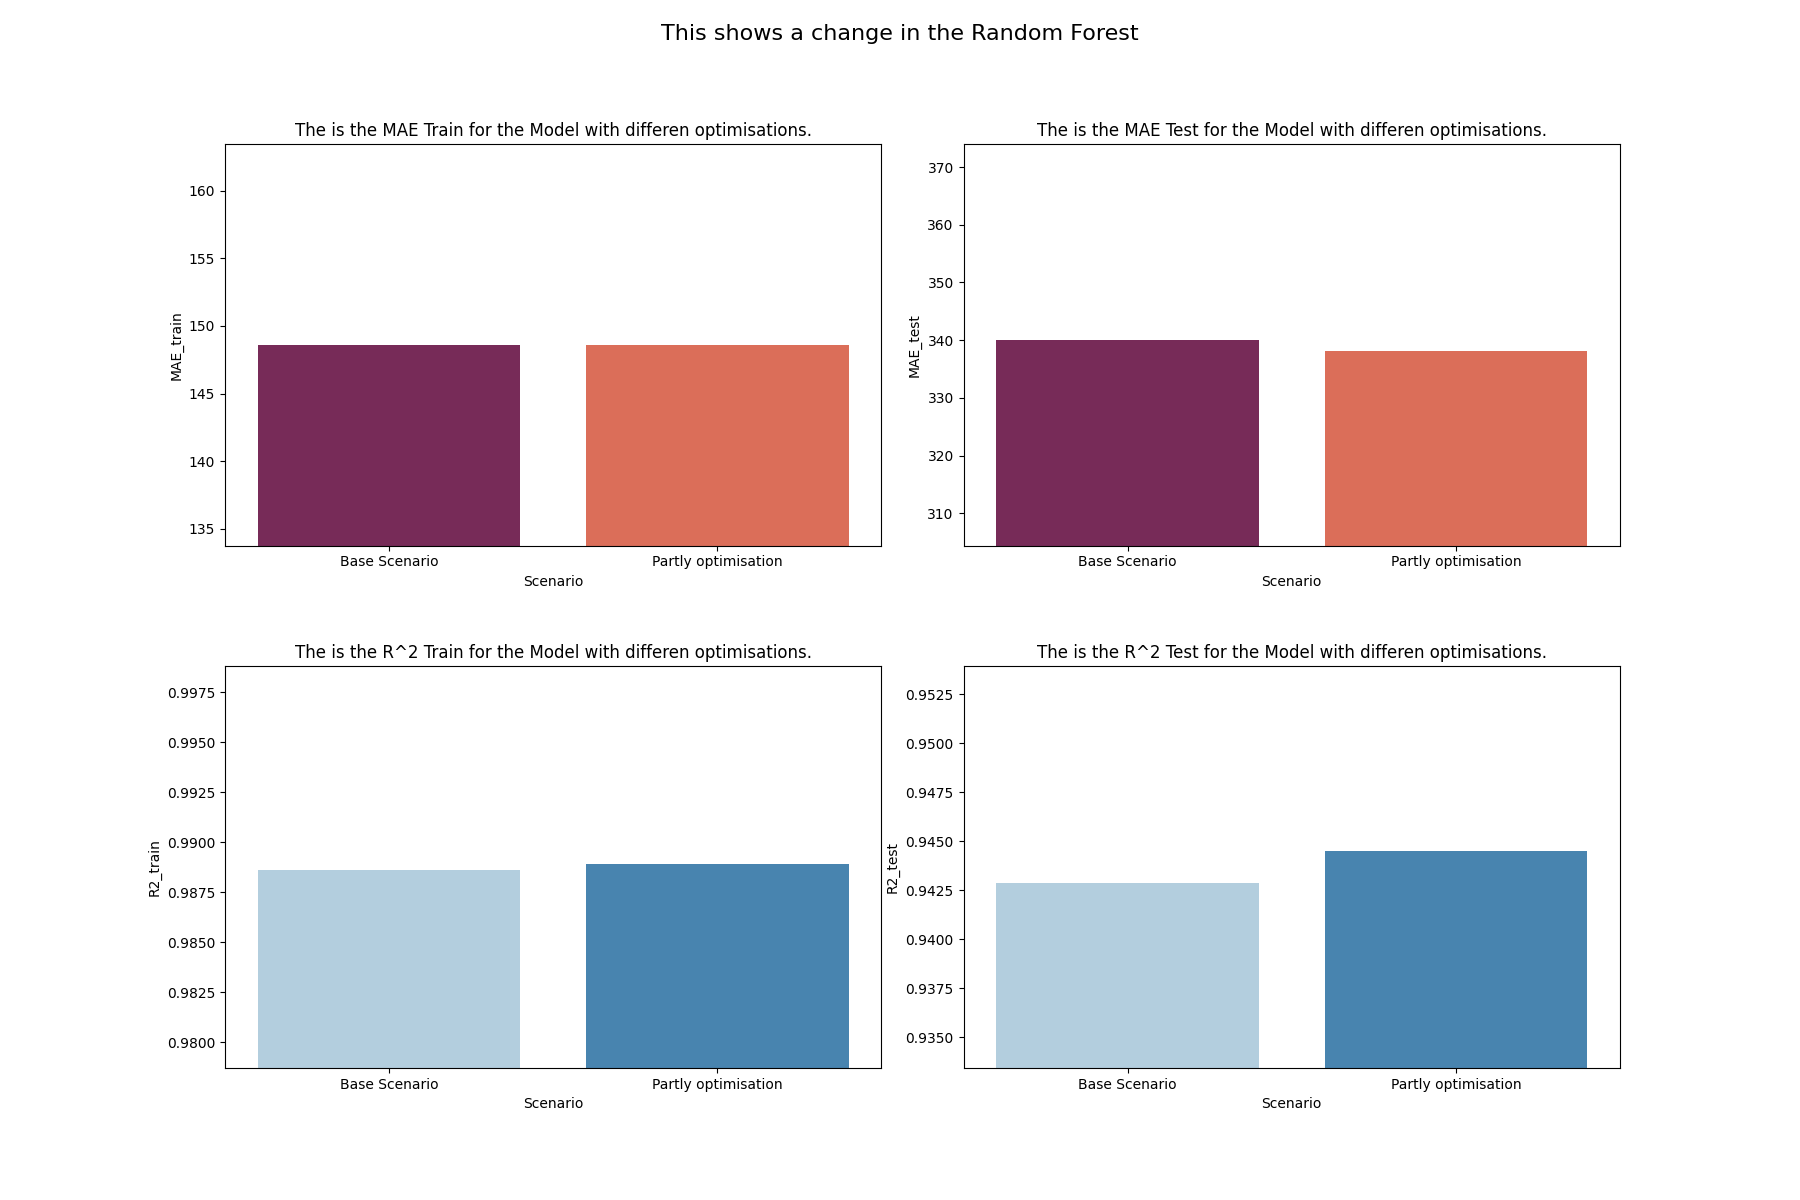 This shows a change in the Random Forest
The is the MAE Train for the Model with differen optimisations.
160
155
150
145
140
135
MAE_train
Base Scenario
Partly optimisation
Scenario
The is the MAE Test for the Model with differen optimisations.
370
360
350
340
330
320
310
MAE_test
Base Scenario
Partly optimisation
Scenario
The is the R^2 Train for the Model with differen optimisations.
0.9975
0.9950
0.9925
0.9900
0.9875
0.9850
0.9825
0.9800
R2_train
Base Scenario
Partly optimisation
Scenario
The is the R^2 Test for the Model with differen optimisations.
0.9525
0.9500
0.9475
0.9450
0.9425
0.9400
0.9375
0.9350
R2_test
Base Scenario
Partly optimisation
Scenario